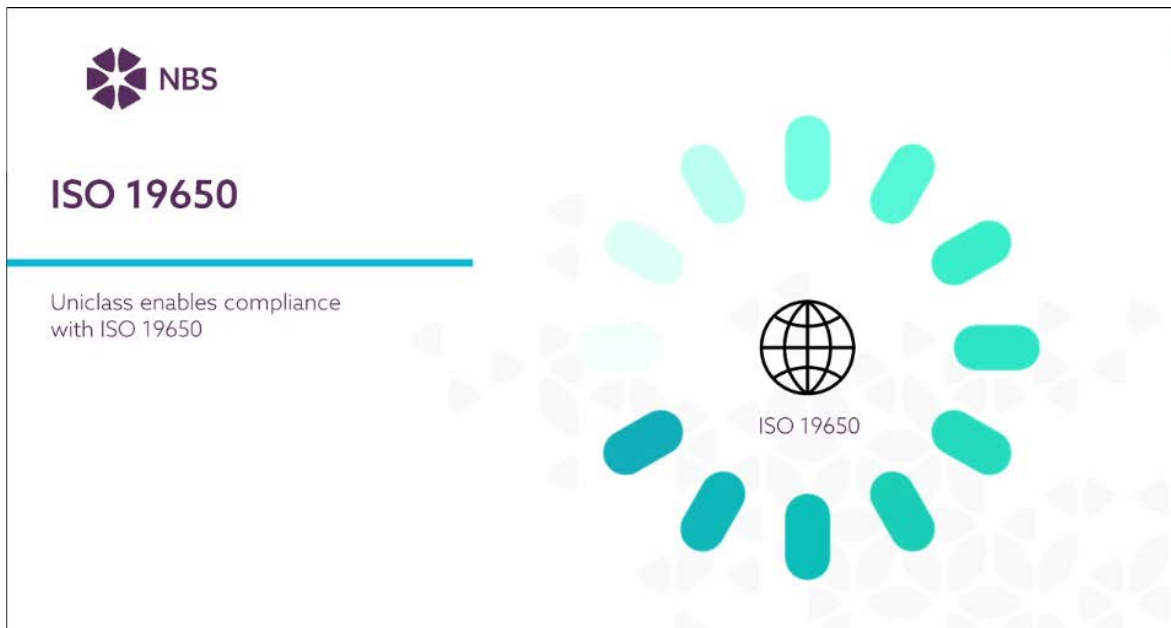 NBS
ISO 19650
Uniclass enables compliance
with ISO 19650
ISO 19650